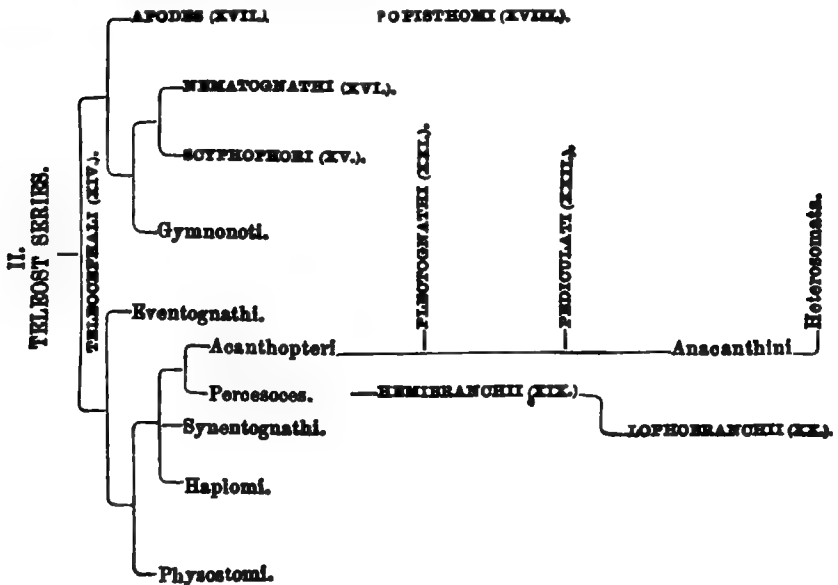 APODES (XVII.)
? OPISTHOMI (XVIII.).
NEMATOGNATHI (XVI.).
SCYPHOPHORI (XV.).
Gymnonoti.
II.
TELEOST SERIES.
TELEOCEPHALI (XIV.).
PLECTOGNATHI (XXI.).
PEDICULATI (XXII.).
Heterosomata.
Eventognathi.
Acanthopteri
Anacanthini
Percesoces.
HEMIBRANCHII (XIX.)
Synentognathi.
LOPHOBRANCHII (XX.).
Haplomi.
Physostomi.